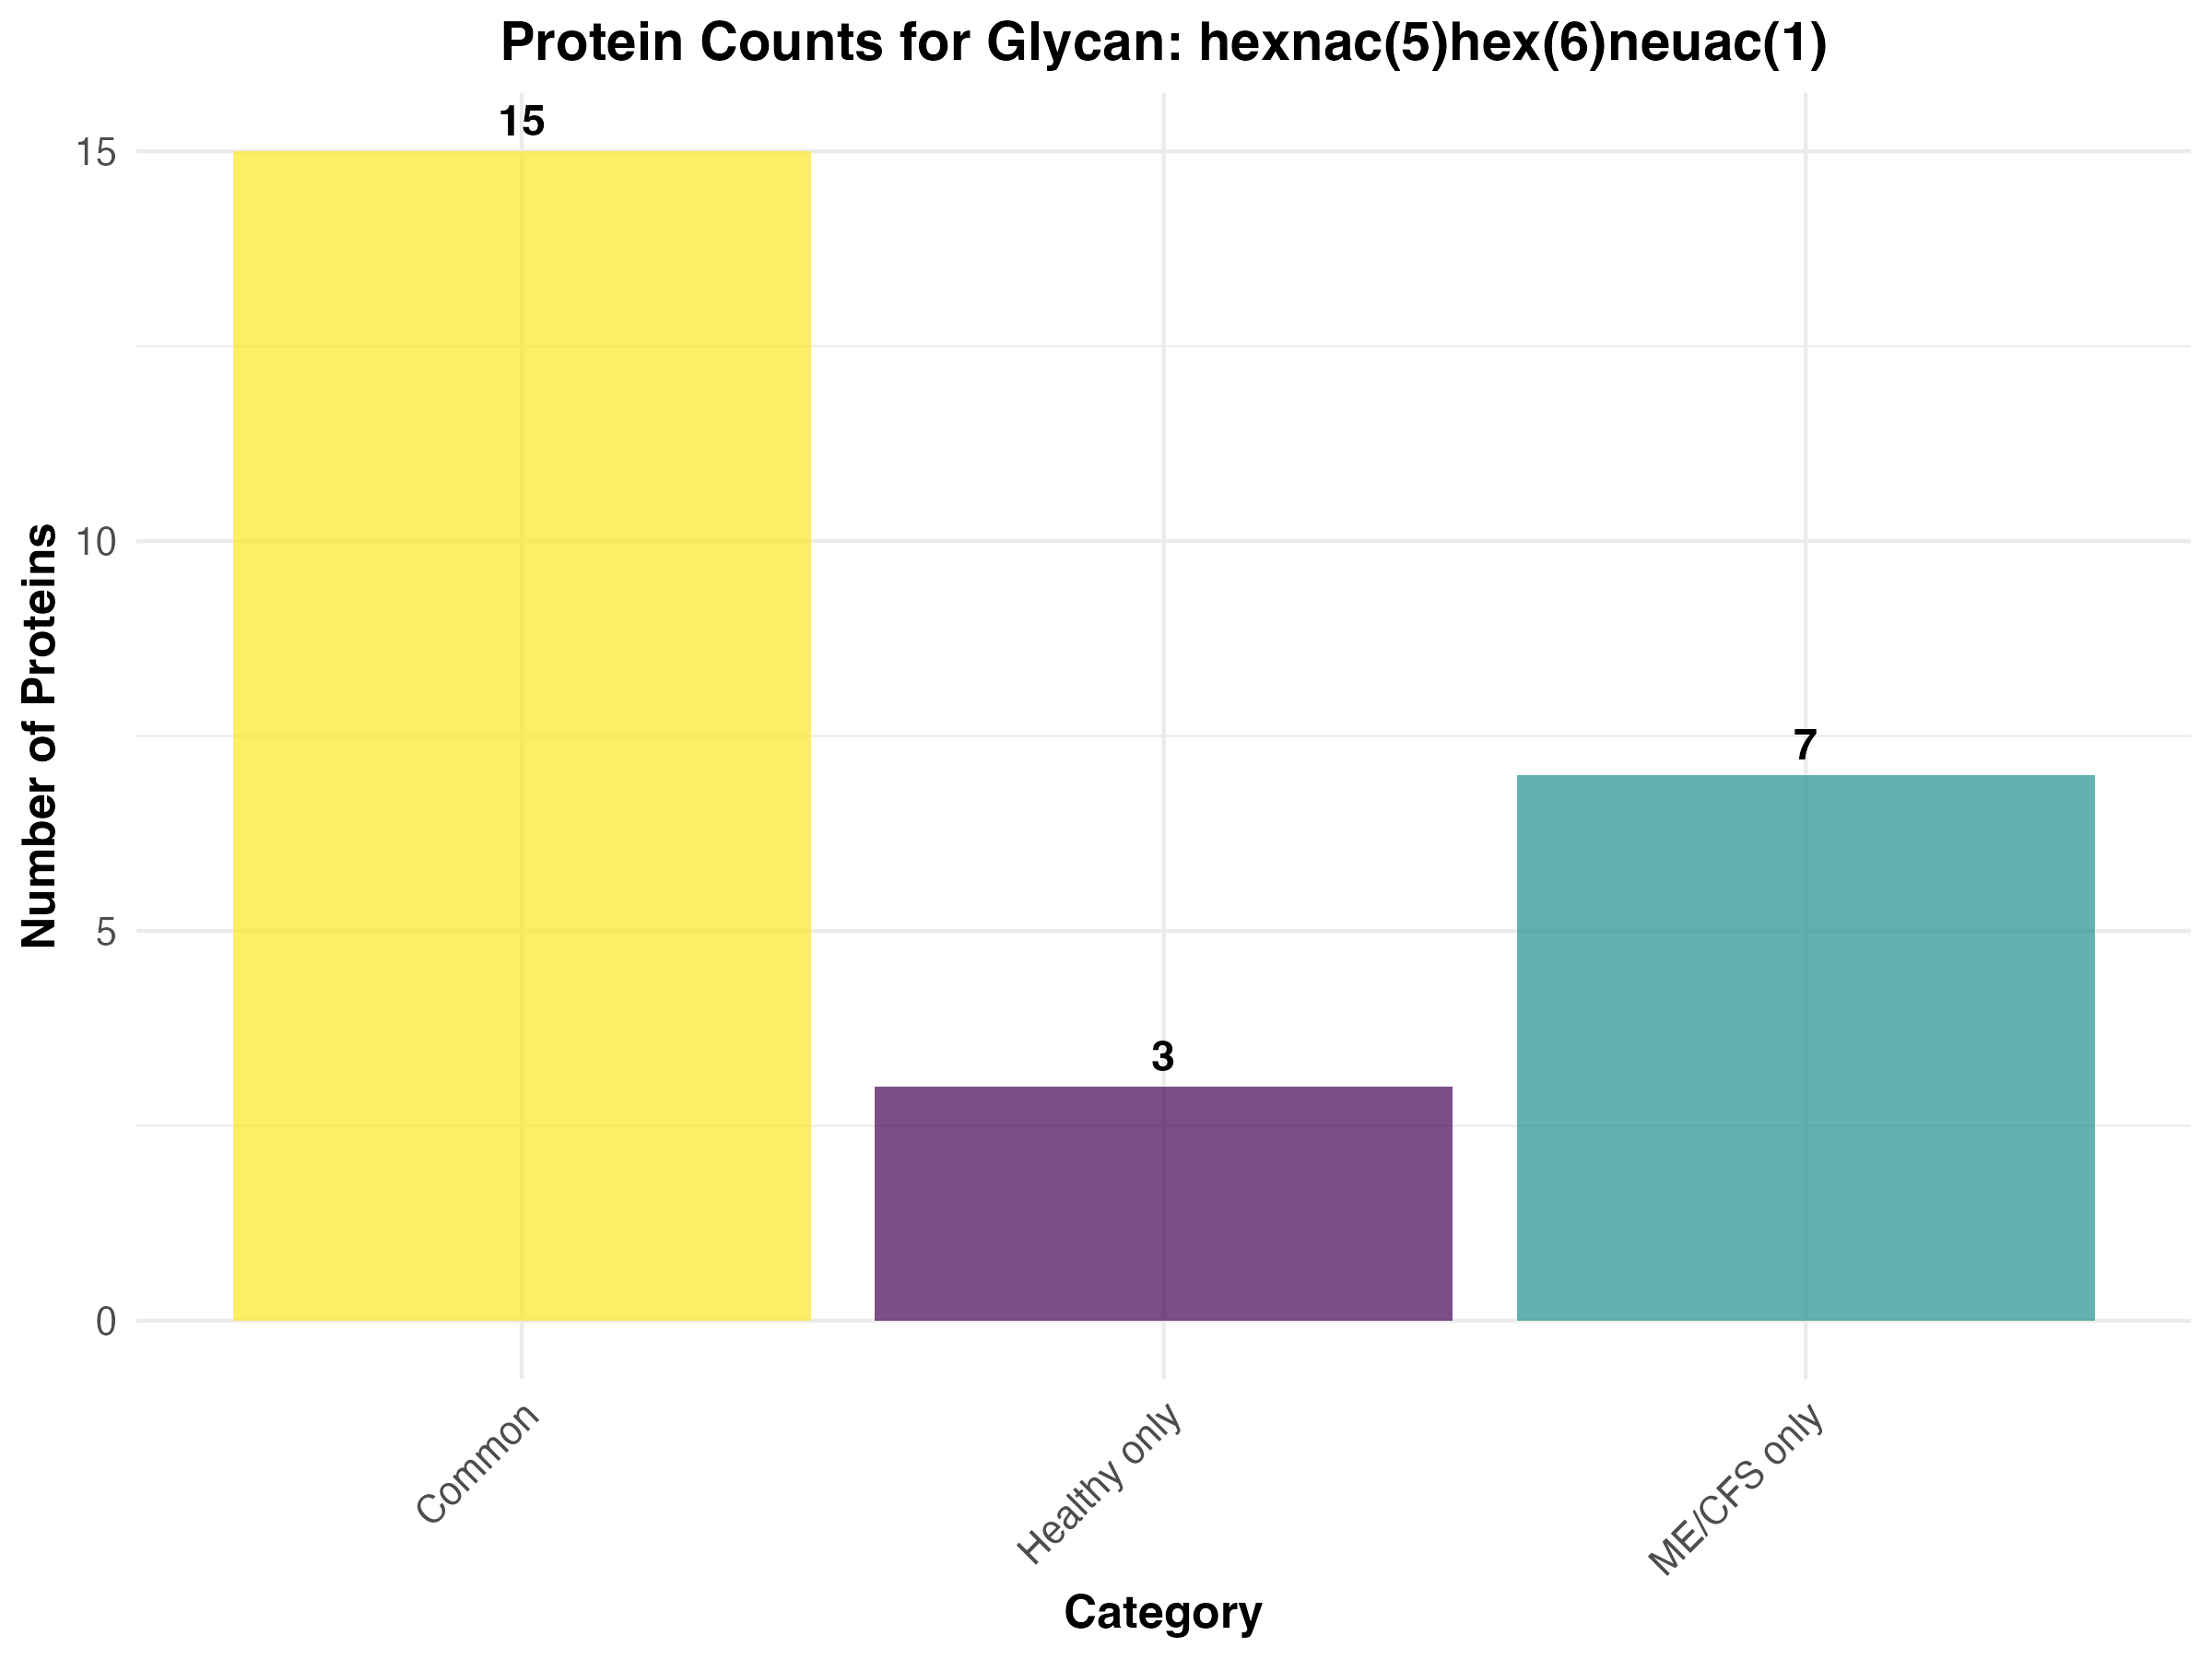 Protein Counts for Glycan: hexnac(5)hex(6)neuac(1)
15
15
10
7
5
3
0
Number of Proteins
Common
Healthy only
ME/CFS only
Category